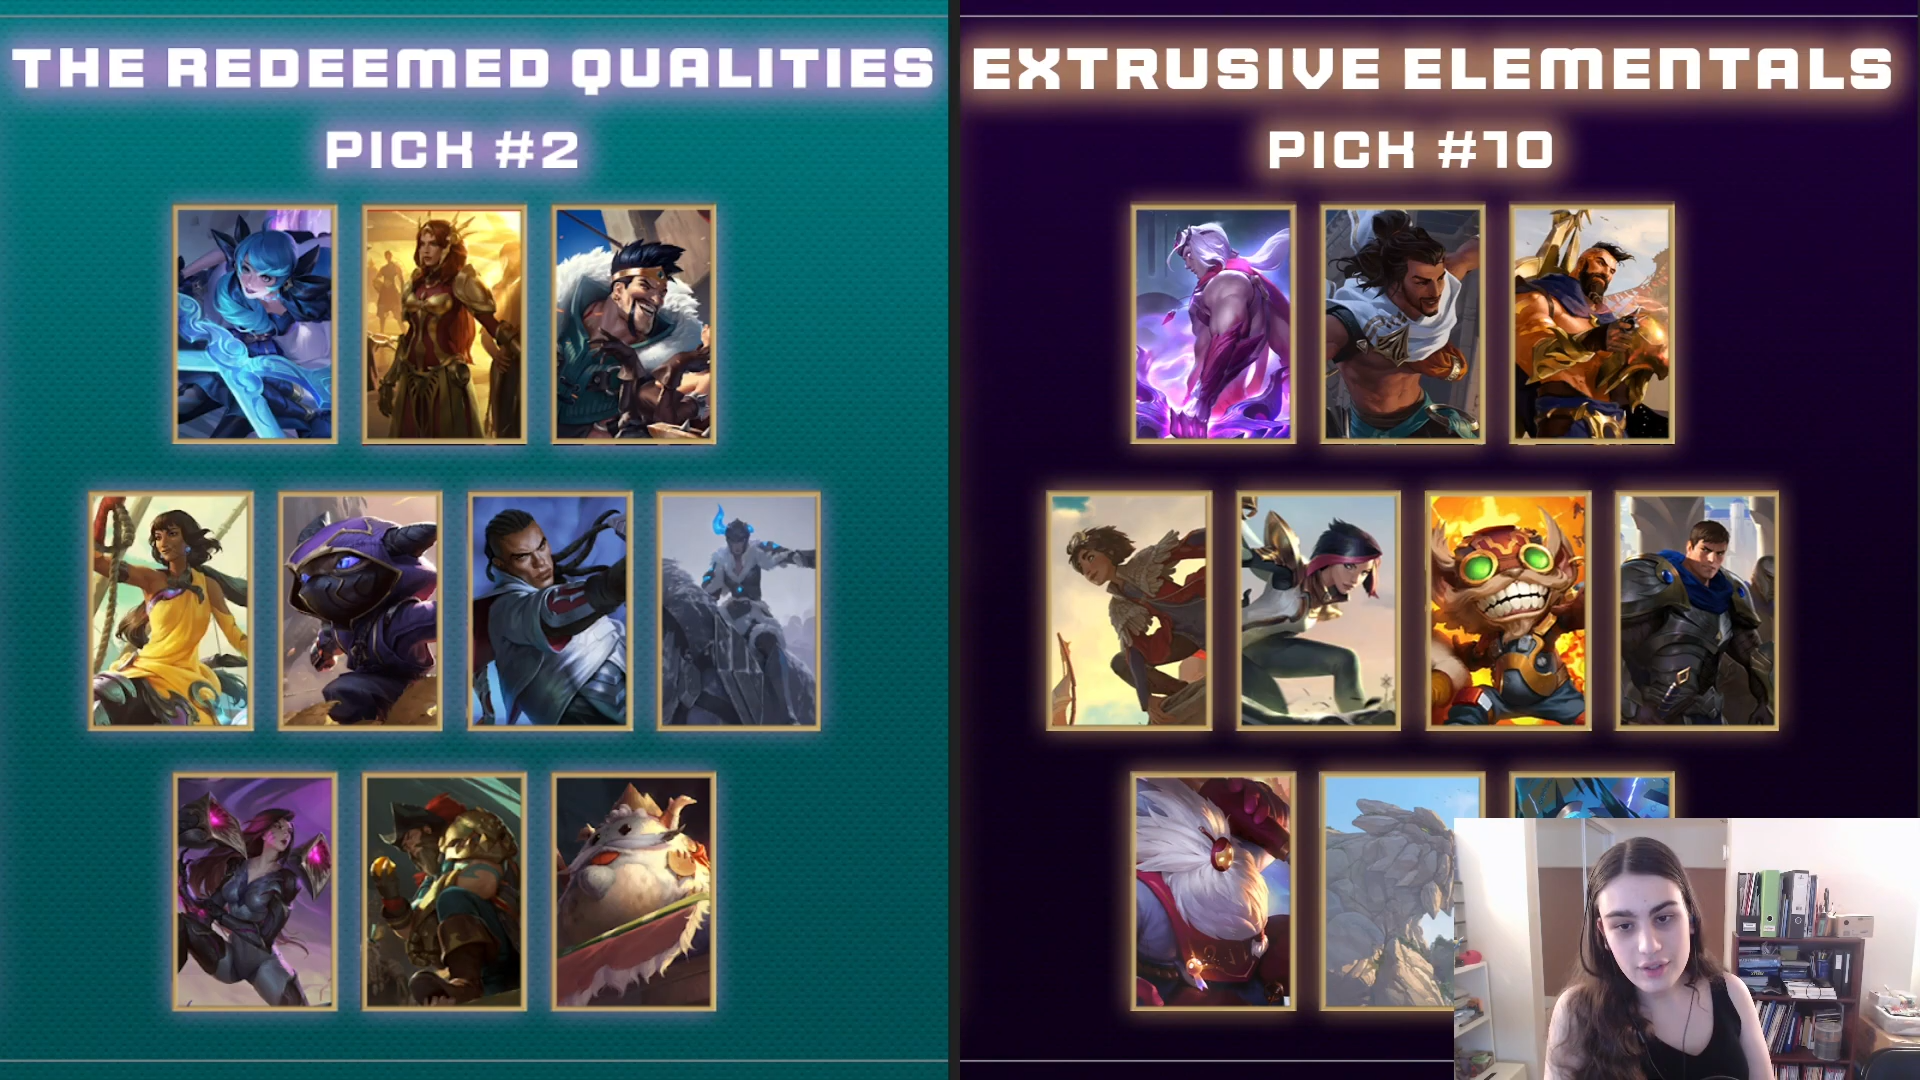 THE REDEEMED QUALITIES
PICK #2
EXTRUSIVE ELEMENTALS
PICK #10